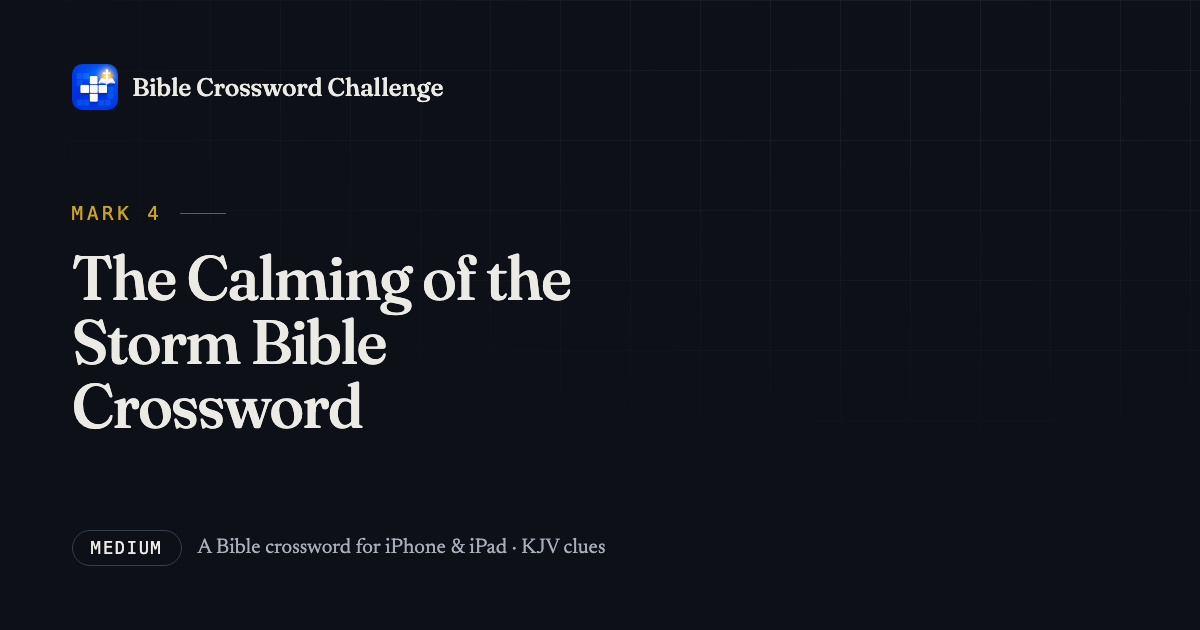 Bible Crossword Challenge
MARK 4
The Calming of the
Storm Bible
Crossword
MEDIUM
A Bible crossword for iPhone & iPad · KJV clues